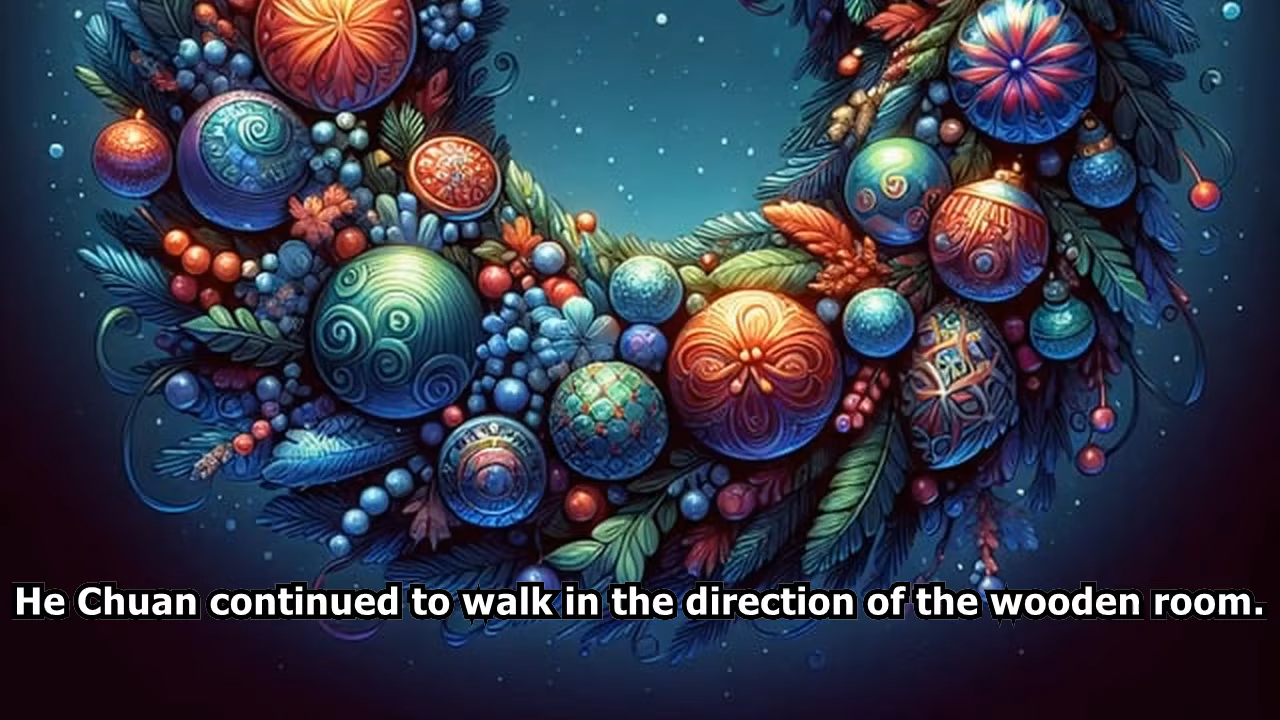 He Chuan continued to walk in the direction of the wooden room.